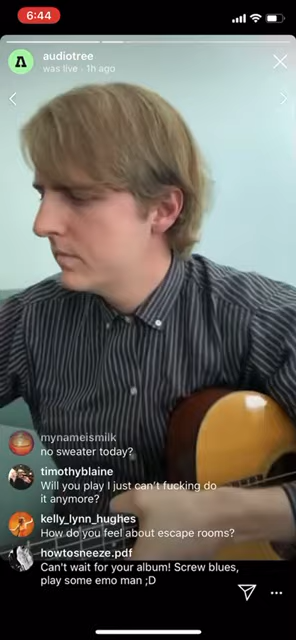 6:44
audiotree
was live · 1h ago
mynameismilk
no sweater today?
timothyblaine
Will you play I just can't fucking do
it anymore?
kelly_lynn_hughes
How do you feel about escape rooms?
howtosneeze.pdf
Can't wait for your album! Screw blues,
play some emo man ;D